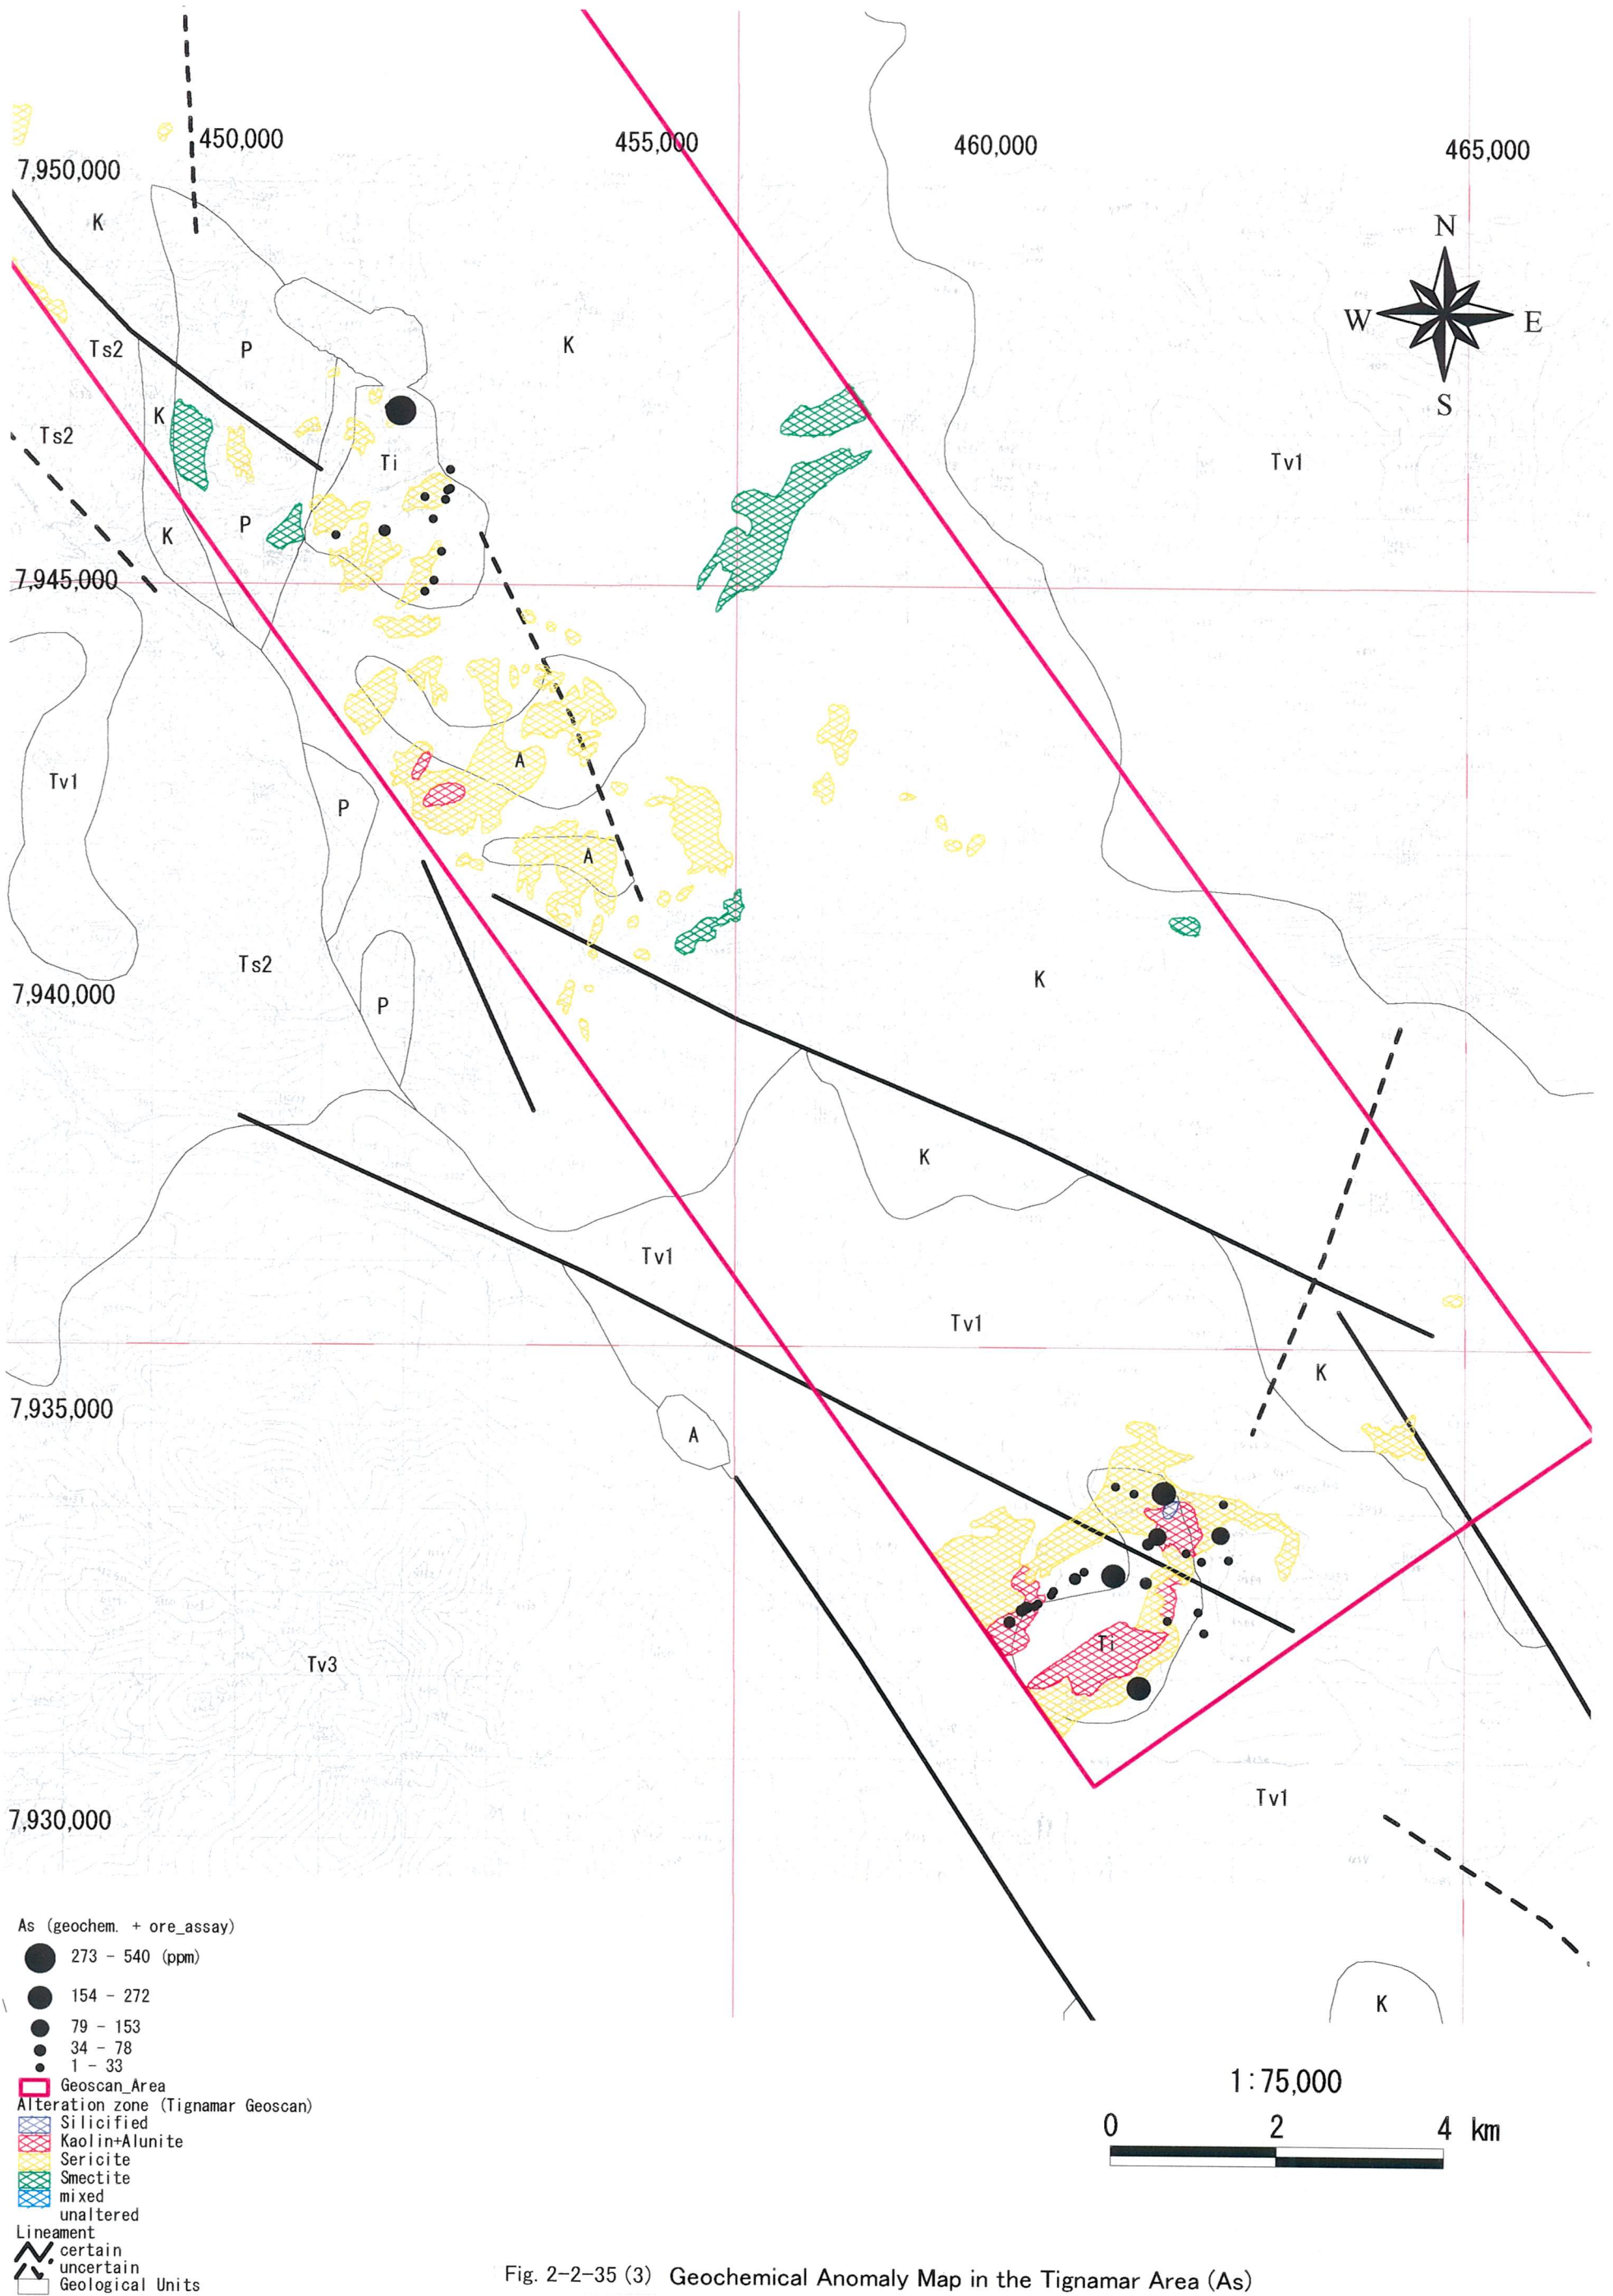 450,000
455,000
460,000
465,000
7,950,000
K
N
W E
S
Ts2
P
K
K
Ts2
Ti
Tv1
K
P
7,945,000
Tv1
A
P
A
Ts2
K
7,940,000
P
K
Tv1
Tv1
K
7,935,000
A
Ti
Tv3
7,930,000
Tv1
K
As (geochem. + ore_assay)
273 - 540 (ppm)
154 - 272
79 - 153
34 - 78
1 - 33
Geoscan_Area
Alteration zone (Tignamar Geoscan)
Silicified
Kaolin+Alunite
Sericite
Smectite
mixed
unaltered
Lineament
certain
uncertain
Geological Units
1:75,000
0 2 4 km
Fig. 2-2-35 (3) Geochemical Anomaly Map in the Tignamar Area (As)